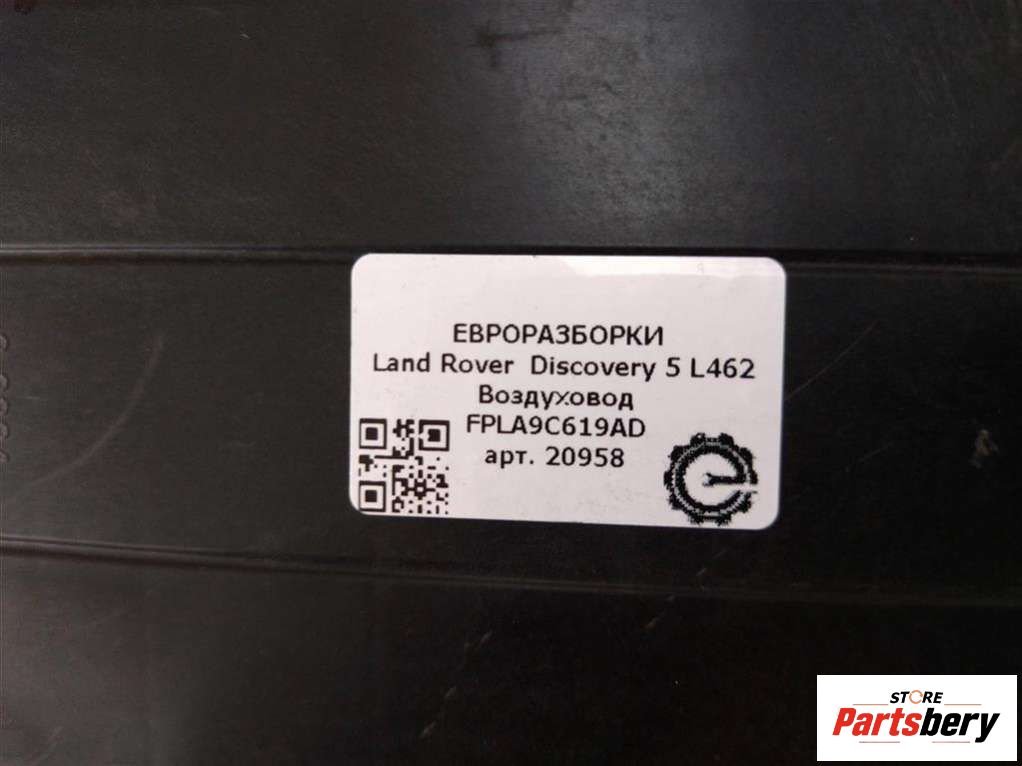 ЕВРОРАЗБОРКИ
Land Rover Discovery 5 L462
Воздуховод
FPLA9C619AD
арт. 20958
STORE
Partsbery